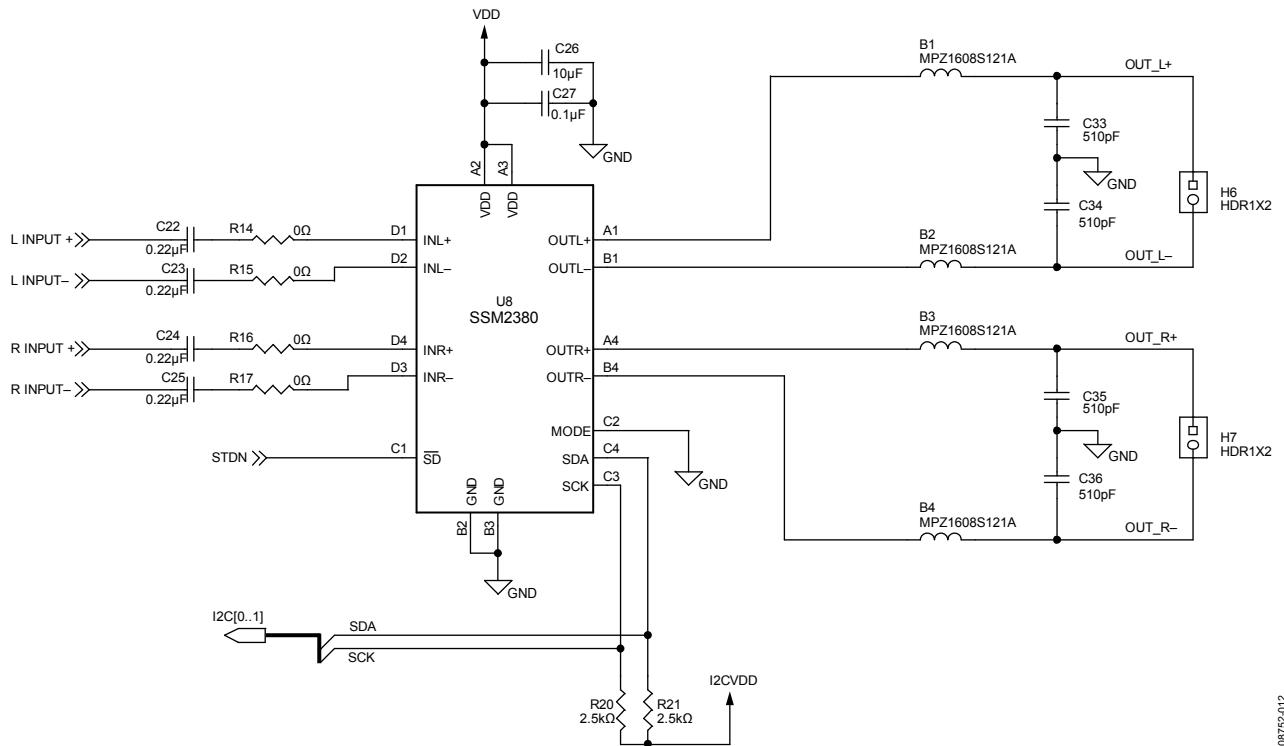 VDD
C26
10µF
C27
0.1µF
GND
A2
A3
VDD
VDD
B1
MPZ1608S121A
OUT_L+
C33
510pF
GND
C34
510pF
H6
HDR1X2
B2
MPZ1608S121A
OUT_L–
L INPUT +
C22
0.22µF
R14
0Ω
D1
INL+
OUTL+
A1
L INPUT–
C23
0.22µF
R15
0Ω
D2
INL–
OUTL–
B1
U8
SSM2380
R INPUT +
C24
0.22µF
R16
0Ω
D4
INR+
OUTR+
A4
R INPUT–
C25
0.22µF
R17
0Ω
D3
INR–
OUTR–
B4
B3
MPZ1608S121A
OUT_R+
C35
510pF
GND
C36
510pF
H7
HDR1X2
B4
MPZ1608S121A
OUT_R–
MODE
C2
GND
STDN
C1
SD
SDA
C4
SCK
C3
GND
GND
B2
B3
GND
I2C[0..1]
SDA
SCK
R20
2.5kΩ
R21
2.5kΩ
I2CVDD
08752-012